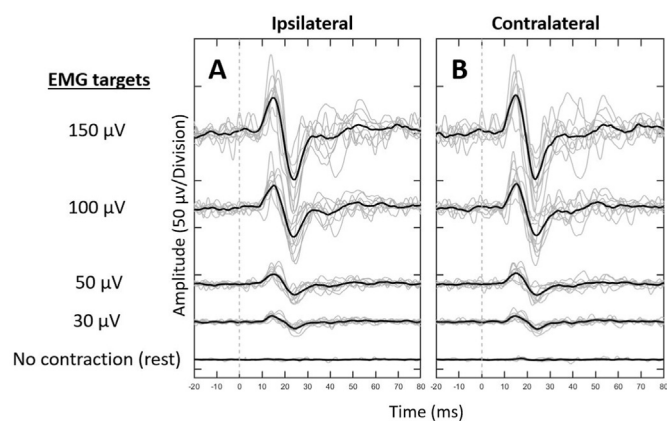 Ipsilateral
Contralateral
EMG targets
A
B
150 µV
100 µV
50 µV
30 µV
No contraction (rest)
Amplitude (50 µv/Division)
-20 -10 0 10 20 30 40 50 60 70 80
-20 -10 0 10 20 30 40 50 60 70 80
Time (ms)